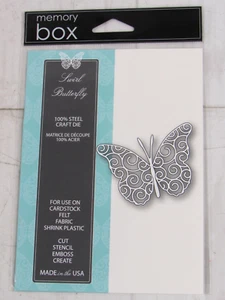 memory
box
Swirl
Butterfly
100% STEEL
CRAFT DIE
MATRICE DE DÉCOUPE
100% ACIER
FOR USE ON
CARDSTOCK
FELT
FABRIC
SHRINK PLASTIC
CUT
STENCIL
EMBOSS
CREATE
MADE in the USA